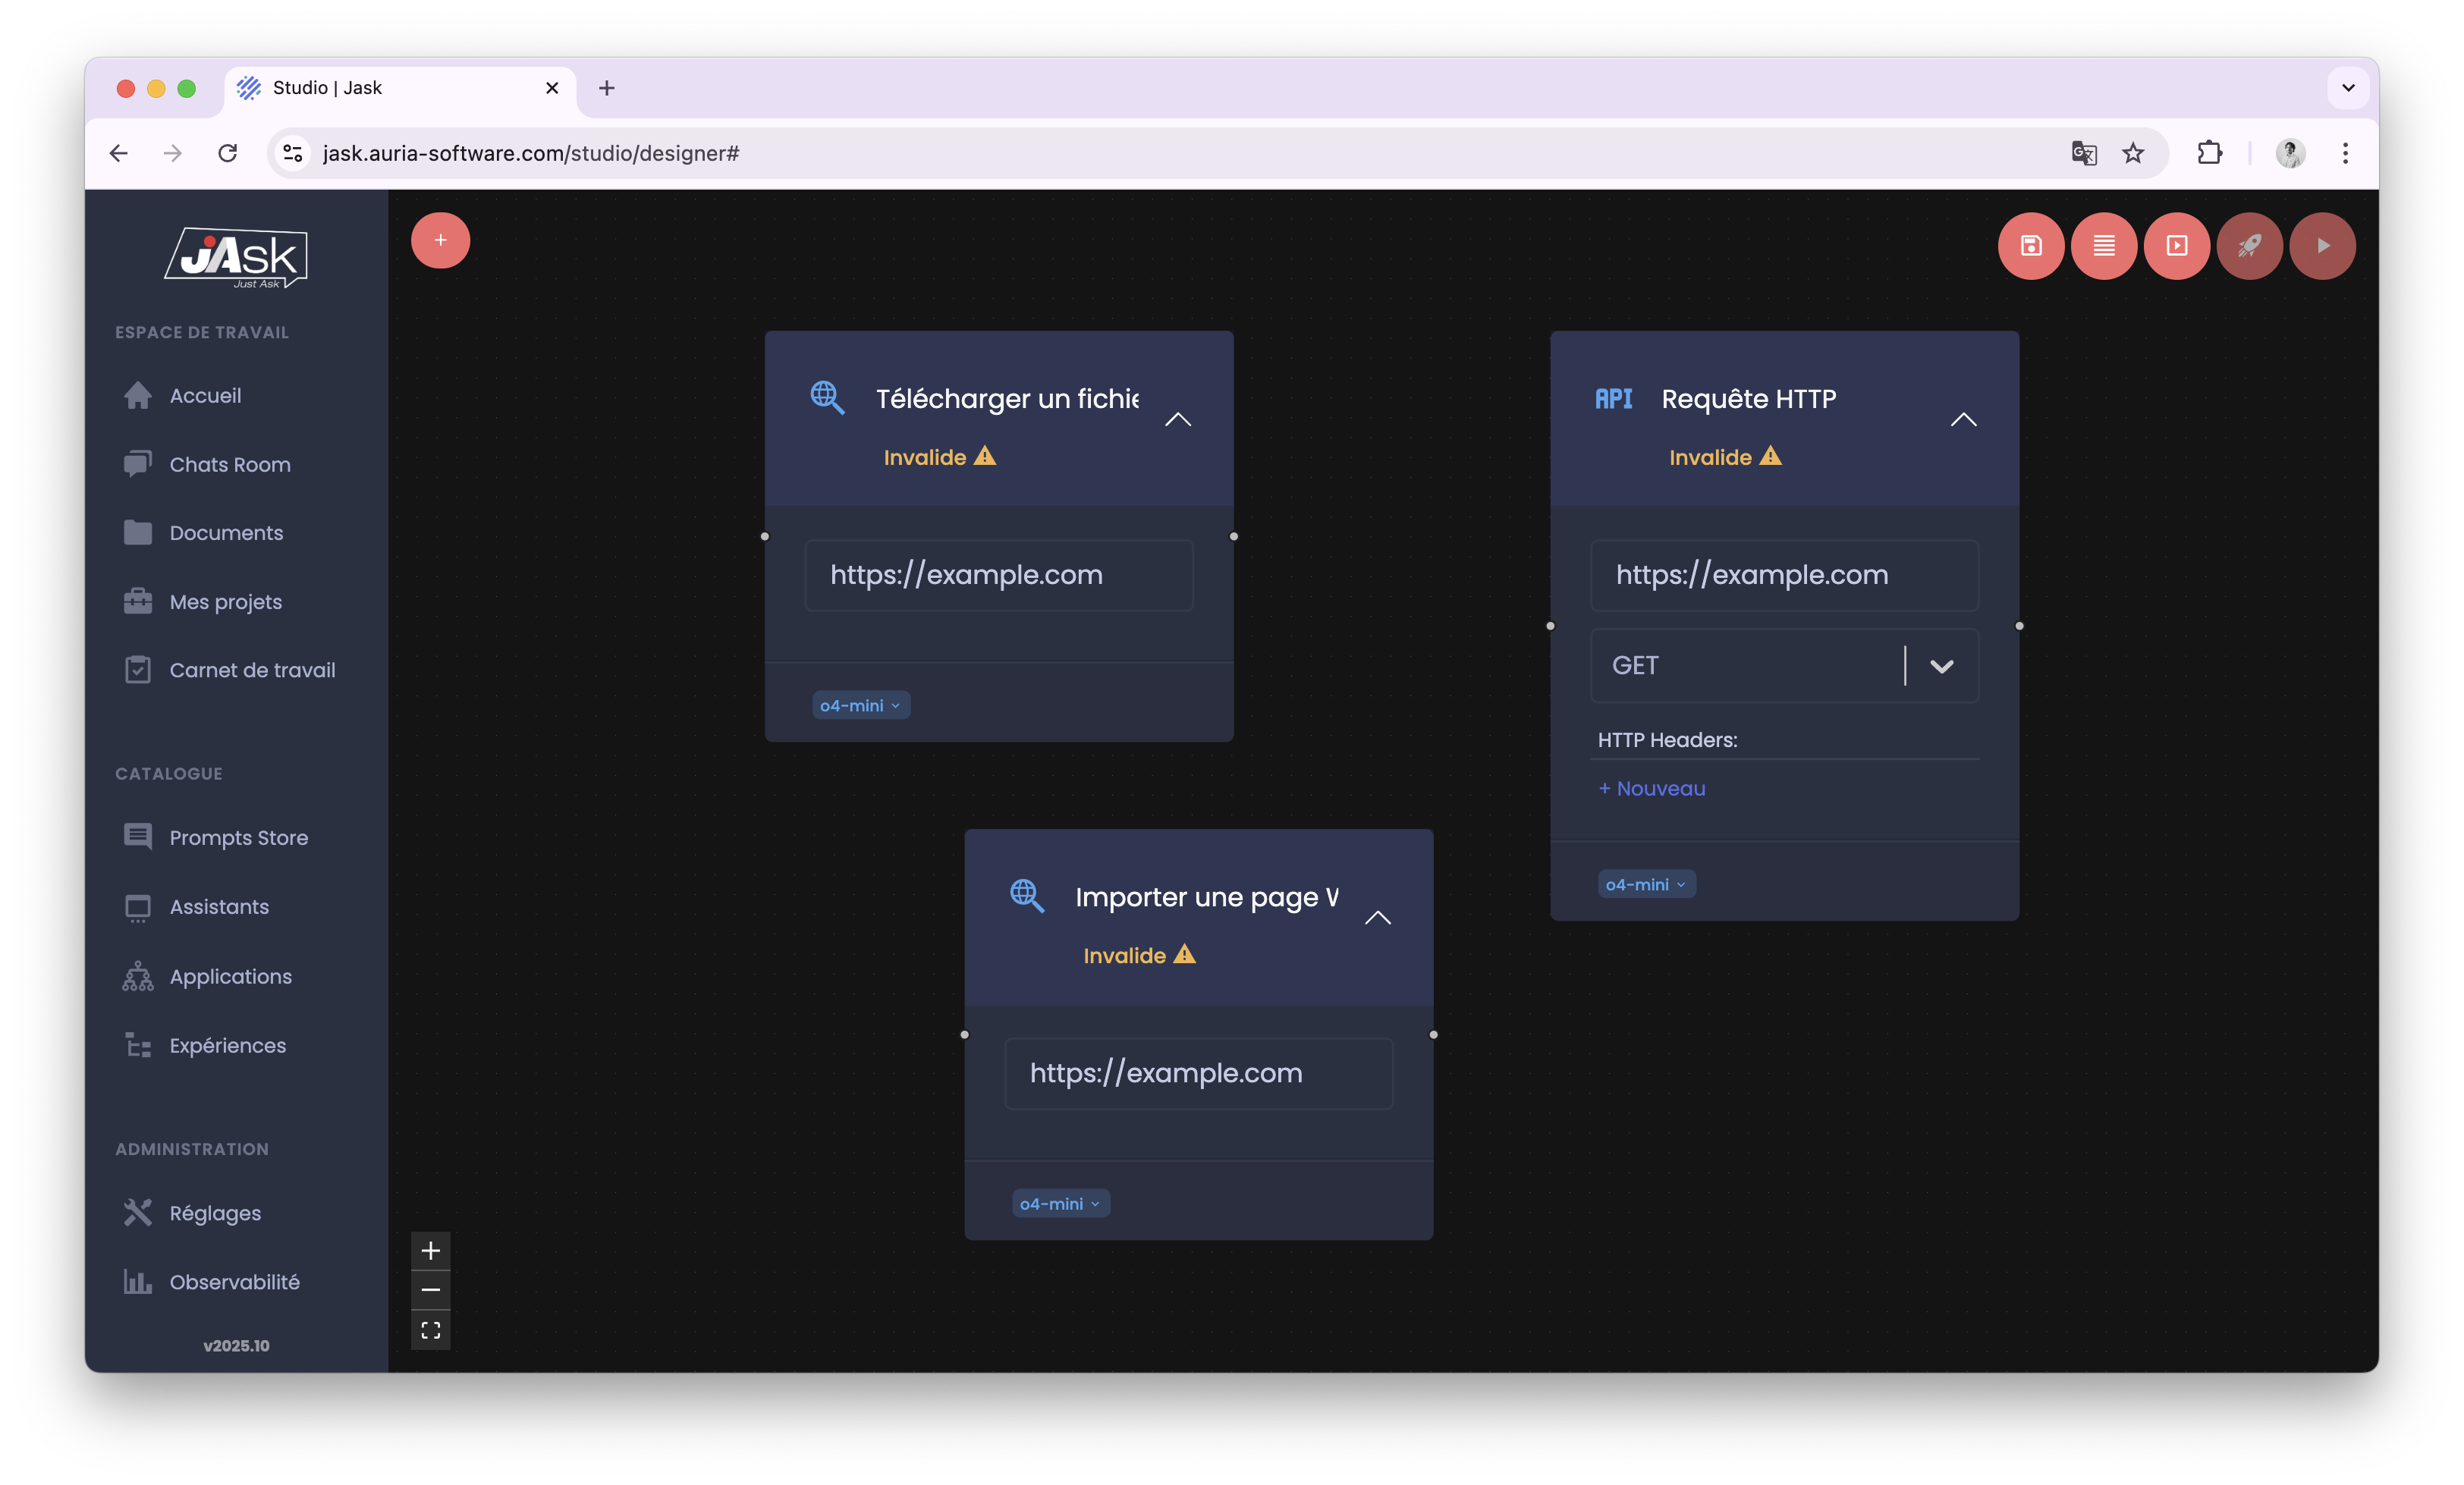 Studio | Jask
jask.auria-software.com/studio/designer#
jAsk
Just Ask
ESPACE DE TRAVAIL
Accueil
Chats Room
Documents
Mes projets
Carnet de travail
CATALOGUE
Prompts Store
Assistants
Applications
Expériences
ADMINISTRATION
Réglages
Observabilité
v2025.10
Télécharger un fichie
Invalide
https://example.com
o4-mini
Importer une page
Invalide
https://example.com
o4-mini
API Requête HTTP
Invalide
https://example.com
GET
HTTP Headers:
+ Nouveau
o4-mini